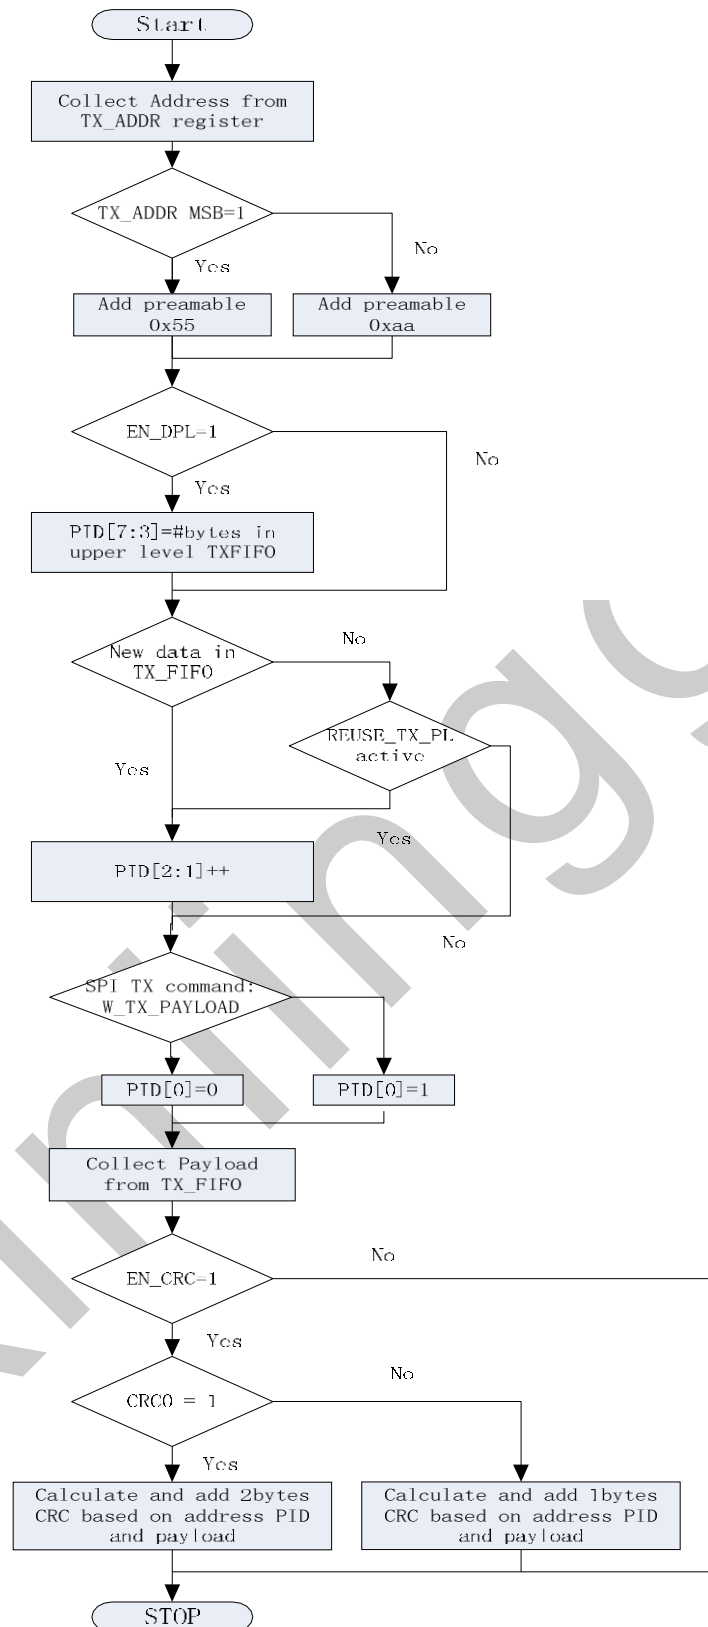 Start
Collect Address from
TX_ADDR register
TX_ADDR MSB=1
No
Yes
Add preamable
0x55
Add preamable
0xaa
EN_DPL=1
No
Yes
PID[7:3]=#bytes in
upper level TXFIFO
No
New data in
TX_FIFO
REUSE_TX_PL
active
Yes
Yes
PID[2:1]++
No
SPI TX command:
W_TX_PAYLOAD
PID[0]=0
PID[0]=1
Collect Payload
from TX_FIFO
No
EN_CRC=1
Yes
No
CRC0 = 1
Yes
Calculate and add 2bytes
CRC based on address PID
and payload
Calculate and add 1bytes
CRC based on address PID
and payload
STOP